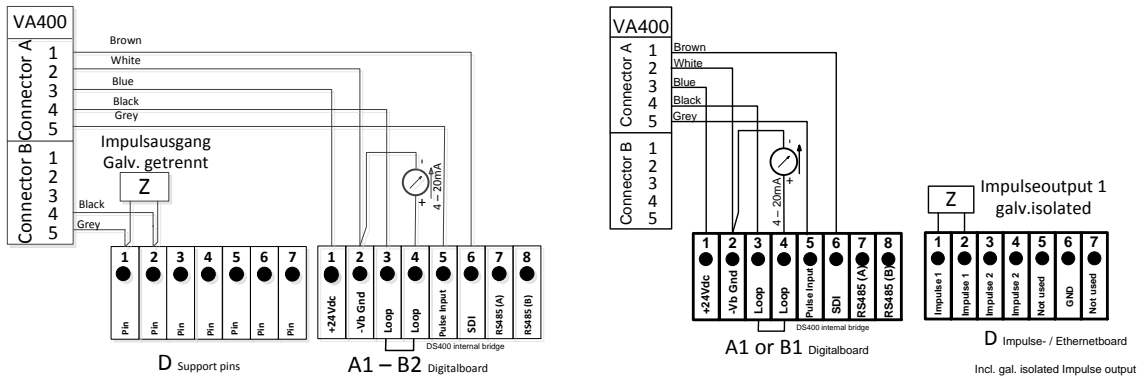 VA400
Connector A
1
2
3
4
5
Connector B
1
2
3
4
5
Brown
White
Blue
Black
Grey
Impulsausgang
Galv. getrennt
Z
Black
Grey
- 
4 – 20mA
+
1 2 3 4 5 6 7
Pin Pin Pin Pin Pin Pin Pin
D Support pins
1 2 3 4 5 6 7 8
+24Vdc
-Vb Gnd
Loop
Loop
Pulse Input
SDI
RS485 (A)
RS485 (B)
DS400 internal bridge
A1 – B2 Digitalboard
VA400
Connector A
1
2
3
4
5
Connector B
1
2
3
4
5
Brown
White
Blue
Black
Grey
-
4 – 20mA
+
1 2 3 4 5 6 7 8
+24Vdc
-Vb Gnd
Loop
Loop
Pulse Input
SDI
RS485 (A)
RS485 (B)
DS400 internal bridge
A1 or B1 Digitalboard
Z
Impulseoutput 1
galv.isolated
1 2 3 4 5 6 7
Impulse 1
Impulse 1
Impulse 2
Impulse 2
Not used
GND
Not used
D Impulse- / Ethernetboard
Incl. gal. isolated Impulse output